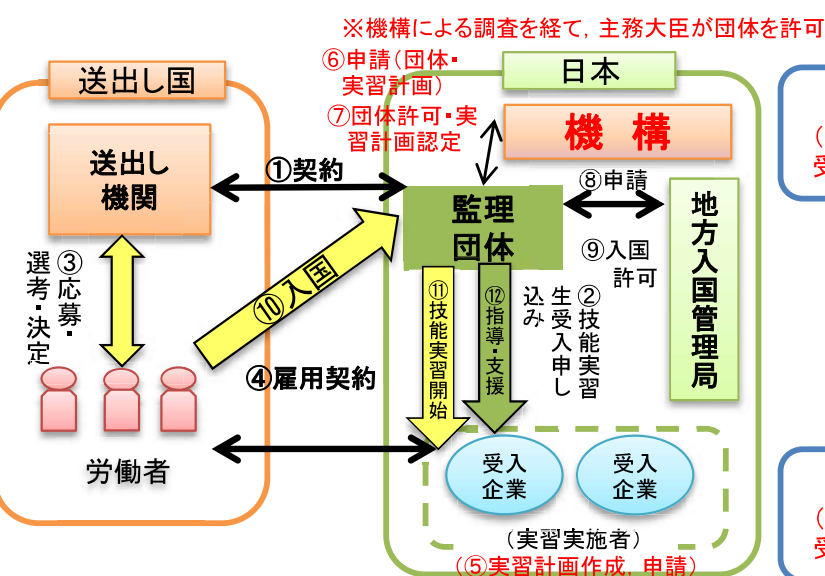 ※機構による調査を経て，主務大臣が団体を許可
⑥申請（団体・
実習計画）
⑦団体許可・実
習計画認定
送出し国
日本
機　構
送出し
機関
①契約
監理
団体
⑧申請
⑨入国
許可
地方入国管理局
③応募・
選考・決定
⑩入国
④雇用契約
⑪技能実習開始
⑫指導・支援
②技能実習
生受入申し
込み
労働者
受入
企業
受入
企業
（実習実施者）
（⑤実習計画作成，申請）
（
受
（
受